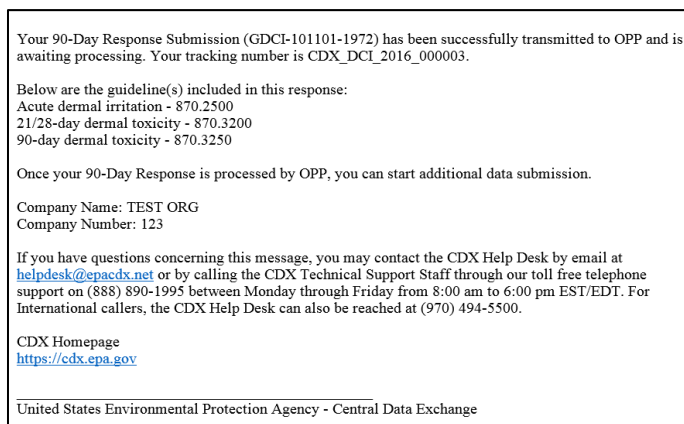 Your 90-Day Response Submission (GDCI-101101-1972) has been successfully transmitted to OPP and is
awaiting processing. Your tracking number is CDX_DCI_2016_000003.
Below are the guideline(s) included in this response:
Acute dermal irritation - 870.2500
21/28-day dermal toxicity - 870.3200
90-day dermal toxicity - 870.3250
Once your 90-Day Response is processed by OPP, you can start additional data submission.
Company Name: TEST ORG
Company Number: 123
If you have questions concerning this message, you may contact the CDX Help Desk by email at
helpdesk@epacdx.net or by calling the CDX Technical Support Staff through our toll free telephone
support on (888) 890-1995 between Monday through Friday from 8:00 am to 6:00 pm EST/EDT. For
International callers, the CDX Help Desk can also be reached at (970) 494-5500.
CDX Homepage
https://cdx.epa.gov
United States Environmental Protection Agency - Central Data Exchange